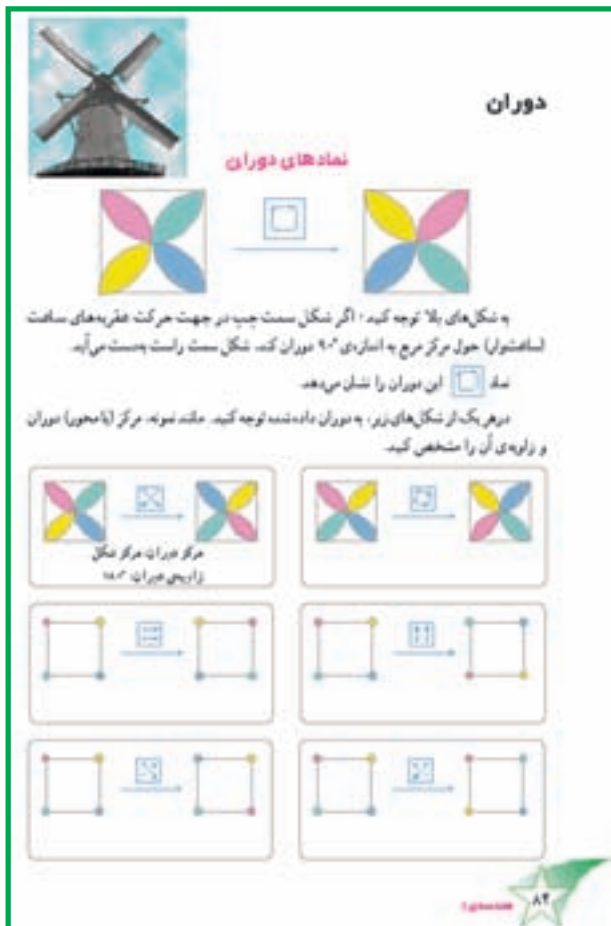 دوران
نمادهای دوران
به شکل‌های بالا توجه کنید؛ اگر شکل سمت چپ در جهت حرکت عقربه‌های ساعت
(ساعتوار) حول مرکز مربع به اندازه‌ی ۹۰° دوران کند، شکل سمت راست به‌دست می‌آید.
نماد این دوران را نشان می‌دهد.
در هر یک از شکل‌های زیر، به دوران داده شده توجه کنید. مانند نمونه، مرکز (یا محور) دوران
و زاویه‌ی آن را مشخص کنید.
مرکز دوران: مرکز شکل
زاویه‌ی دوران: ۱۸۰°
۸۴
هندسه‌ی ۱